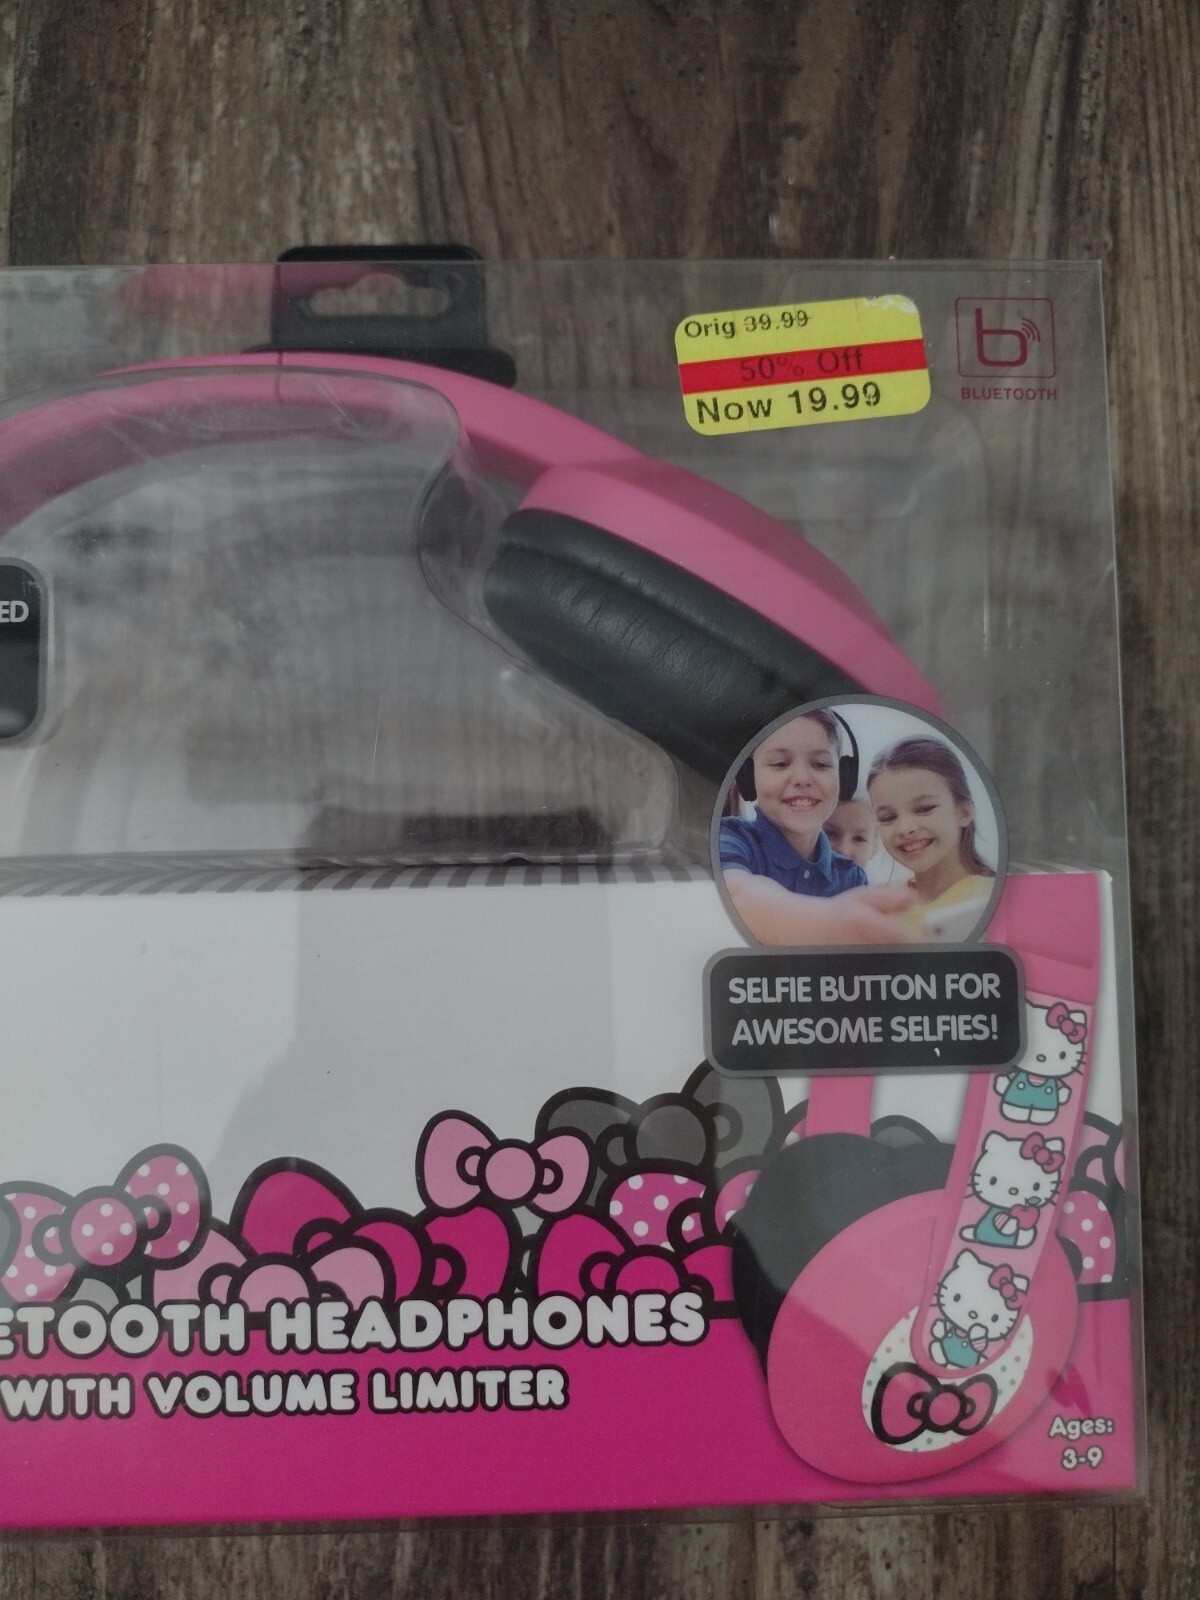 Orig 39.99
50% Off
Now 19.99
b
BLUETOOTH
ED
SELFIE BUTTON FOR
AWESOME SELFIES!
ETOOTH HEADPHONES
WITH VOLUME LIMITER
Ages:
3-9